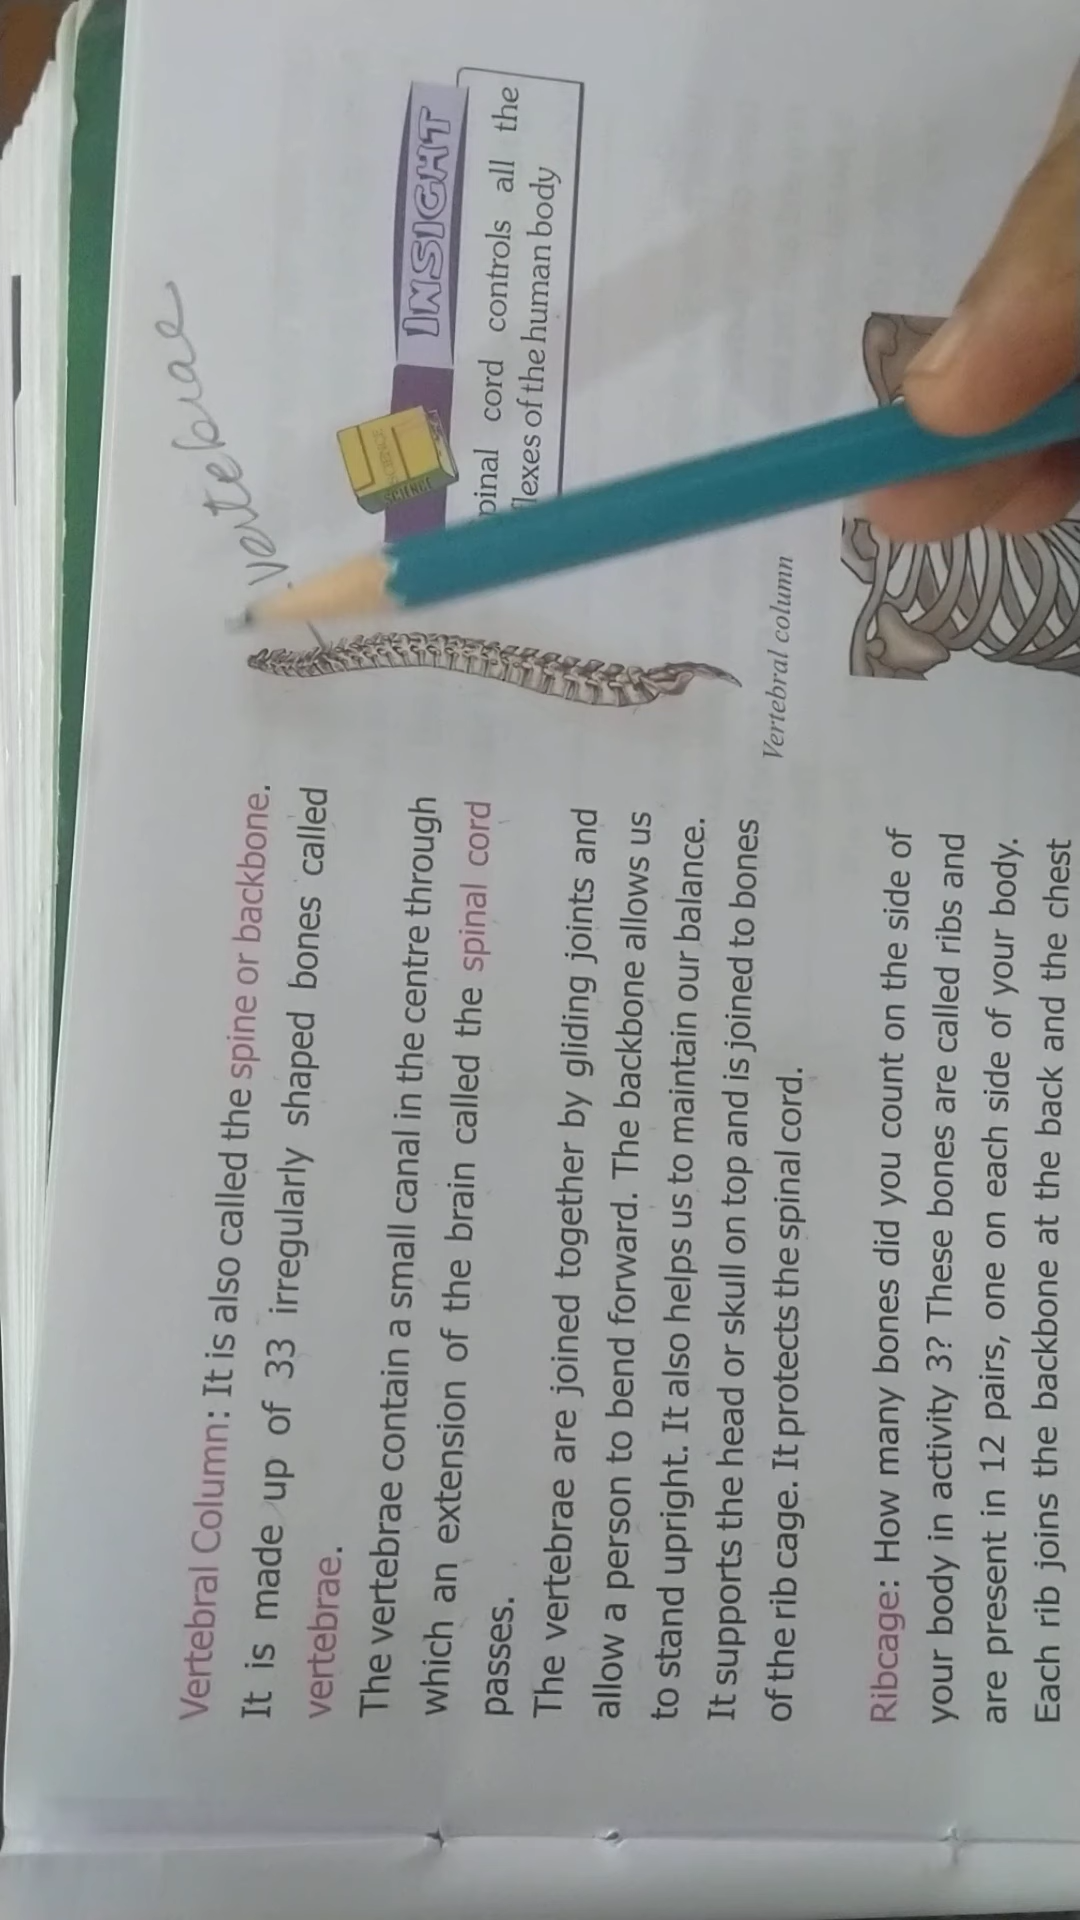 Vertebral Column: It is also called the spine or backbone.
It is made up of 33 irregularly shaped bones called
vertebrae.
The vertebrae contain a small canal in the centre through
which an extension of the brain called the spinal cord
passes.
The vertebrae are joined together by gliding joints and
allow a person to bend forward. The backbone allows us
to stand upright. It also helps us to maintain our balance.
It supports the head or skull on top and is joined to bones
of the rib cage. It protects the spinal cord.
vertebrae
SCIENCE
SCIENCE
INSIGHT
pinal cord controls all the
lexes of the human body
Vertebral column
Ribcage: How many bones did you count on the side of
your body in activity 3? These bones are called ribs and
are present in 12 pairs, one on each side of your body.
Each rib joins the backbone at the back and the chest